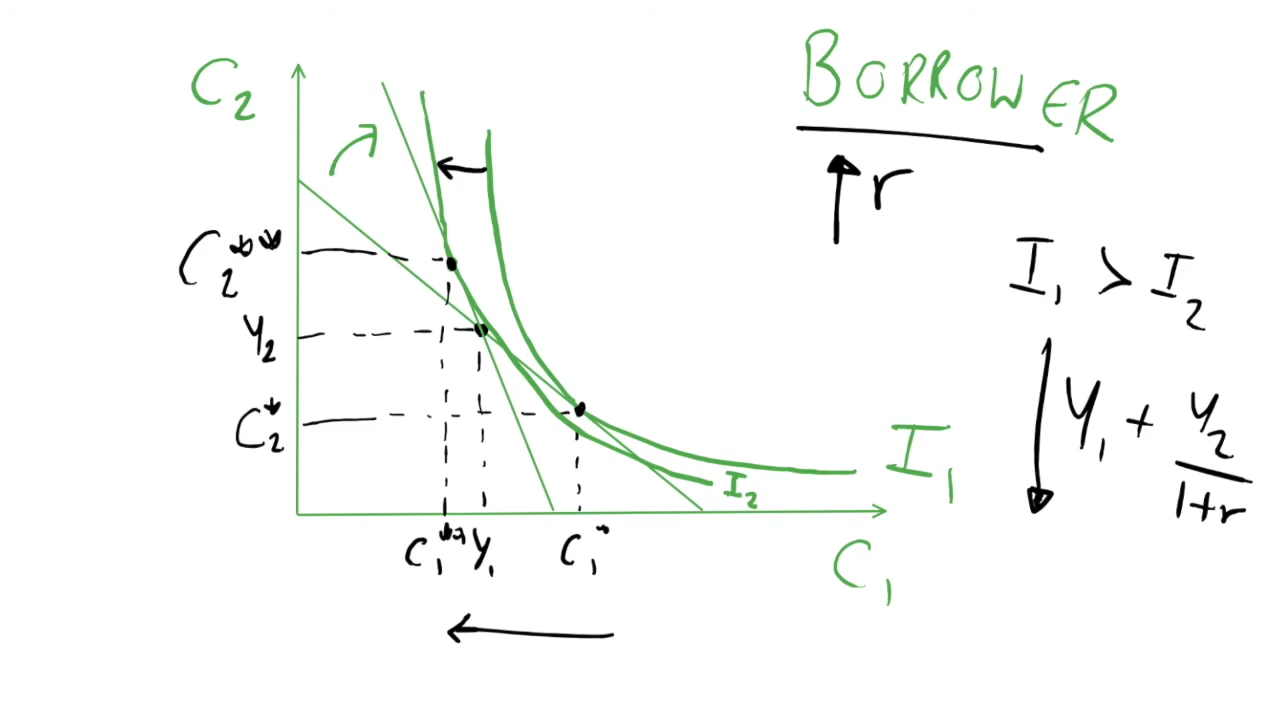 BORROWER
C₂
↑ r
C₂**
I₁ > I₂
Y₂
↓ Y₁ + Y₂/(1+r)
C₂*
I₁
I₂
C₁** Y₁ C₁*
C₁